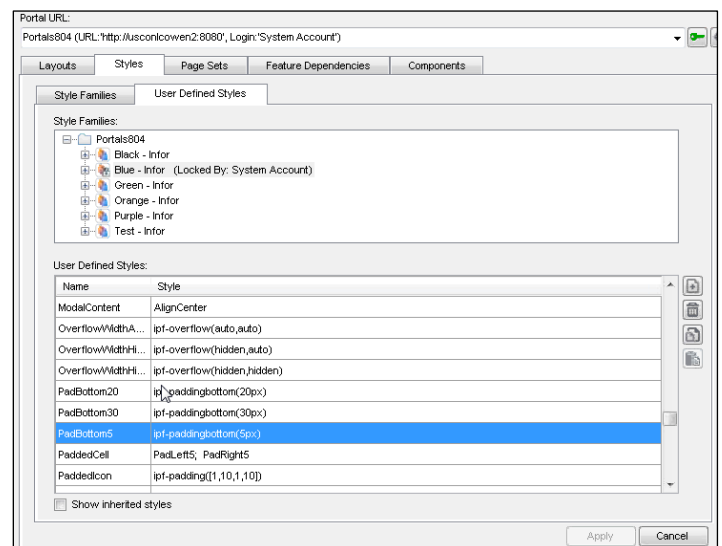 Portal URL:
Portals804 (URL:'http://usconlcowen2:8080', Login:'System Account')
Layouts Styles Page Sets Feature Dependencies Components
Style Families User Defined Styles
Style Families:
Portals804
Black - Infor
Blue - Infor (Locked By: System Account)
Green - Infor
Orange - Infor
Purple - Infor
Test - Infor
User Defined Styles:
Name Style
ModalContent AlignCenter
OverflowWidthA... ipf-overflow(auto,auto)
OverflowWidthHi... ipf-overflow(hidden,auto)
OverflowWidthHi... ipf-overflow(hidden,hidden)
PadBottom20 ipf-paddingbottom(20px)
PadBottom30 ipf-paddingbottom(30px)
PadBottom5 ipf-paddingbottom(5px)
PaddedCell PadLeft5; PadRight5
PaddedIcon ipf-padding([1,10,1,10])
Show inherited styles
Apply Cancel